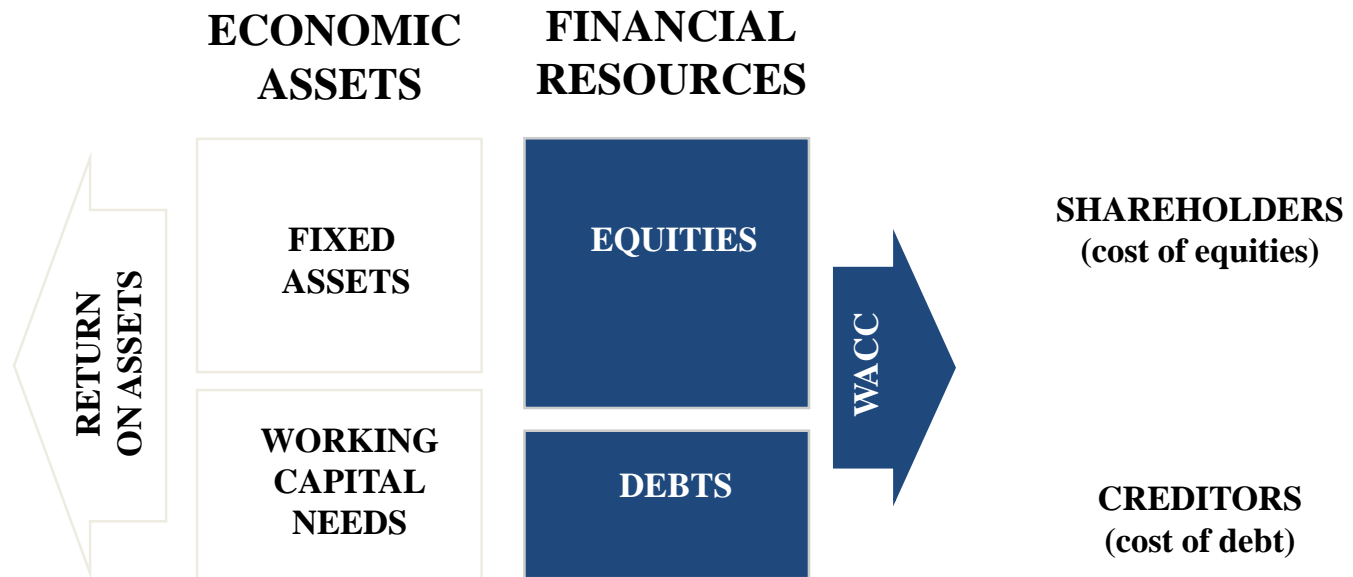 ECONOMIC
ASSETS
FINANCIAL
RESOURCES
RETURN
ON ASSETS
FIXED
ASSETS
EQUITIES
WORKING
CAPITAL
NEEDS
DEBTS
WACC
SHAREHOLDERS
(cost of equities)
CREDITORS
(cost of debt)